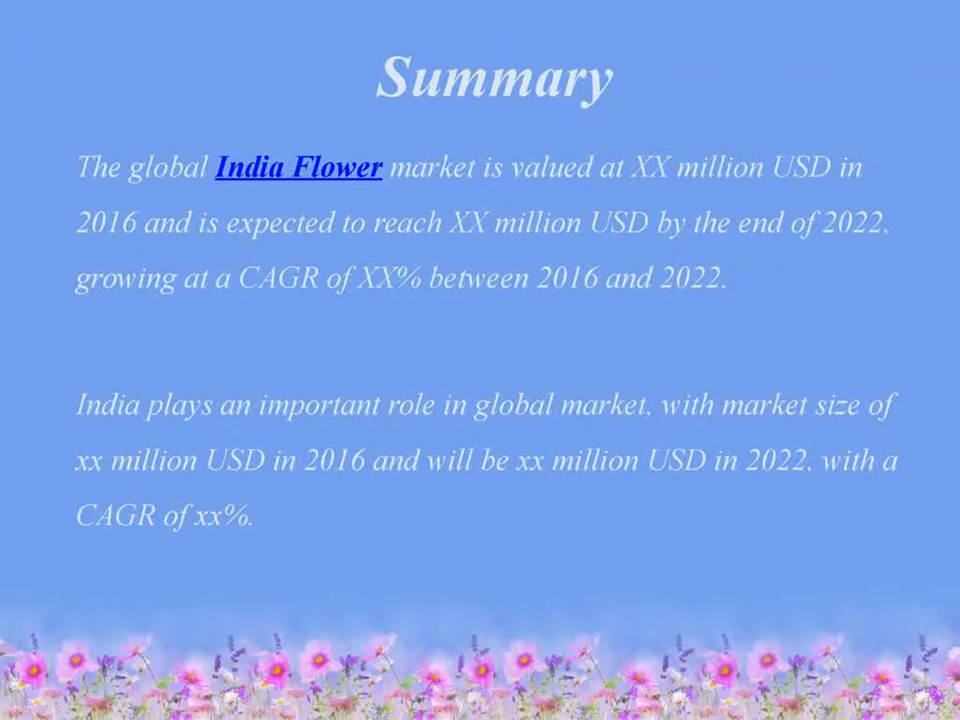 Summary
The global India Flower market is valued at XX million USD in
2016 and is expected to reach XX million USD by the end of 2022,
growing at a CAGR of XX% between 2016 and 2022.
India plays an important role in global market, with market size of
xx million USD in 2016 and will be xx million USD in 2022, with a
CAGR of xx%.